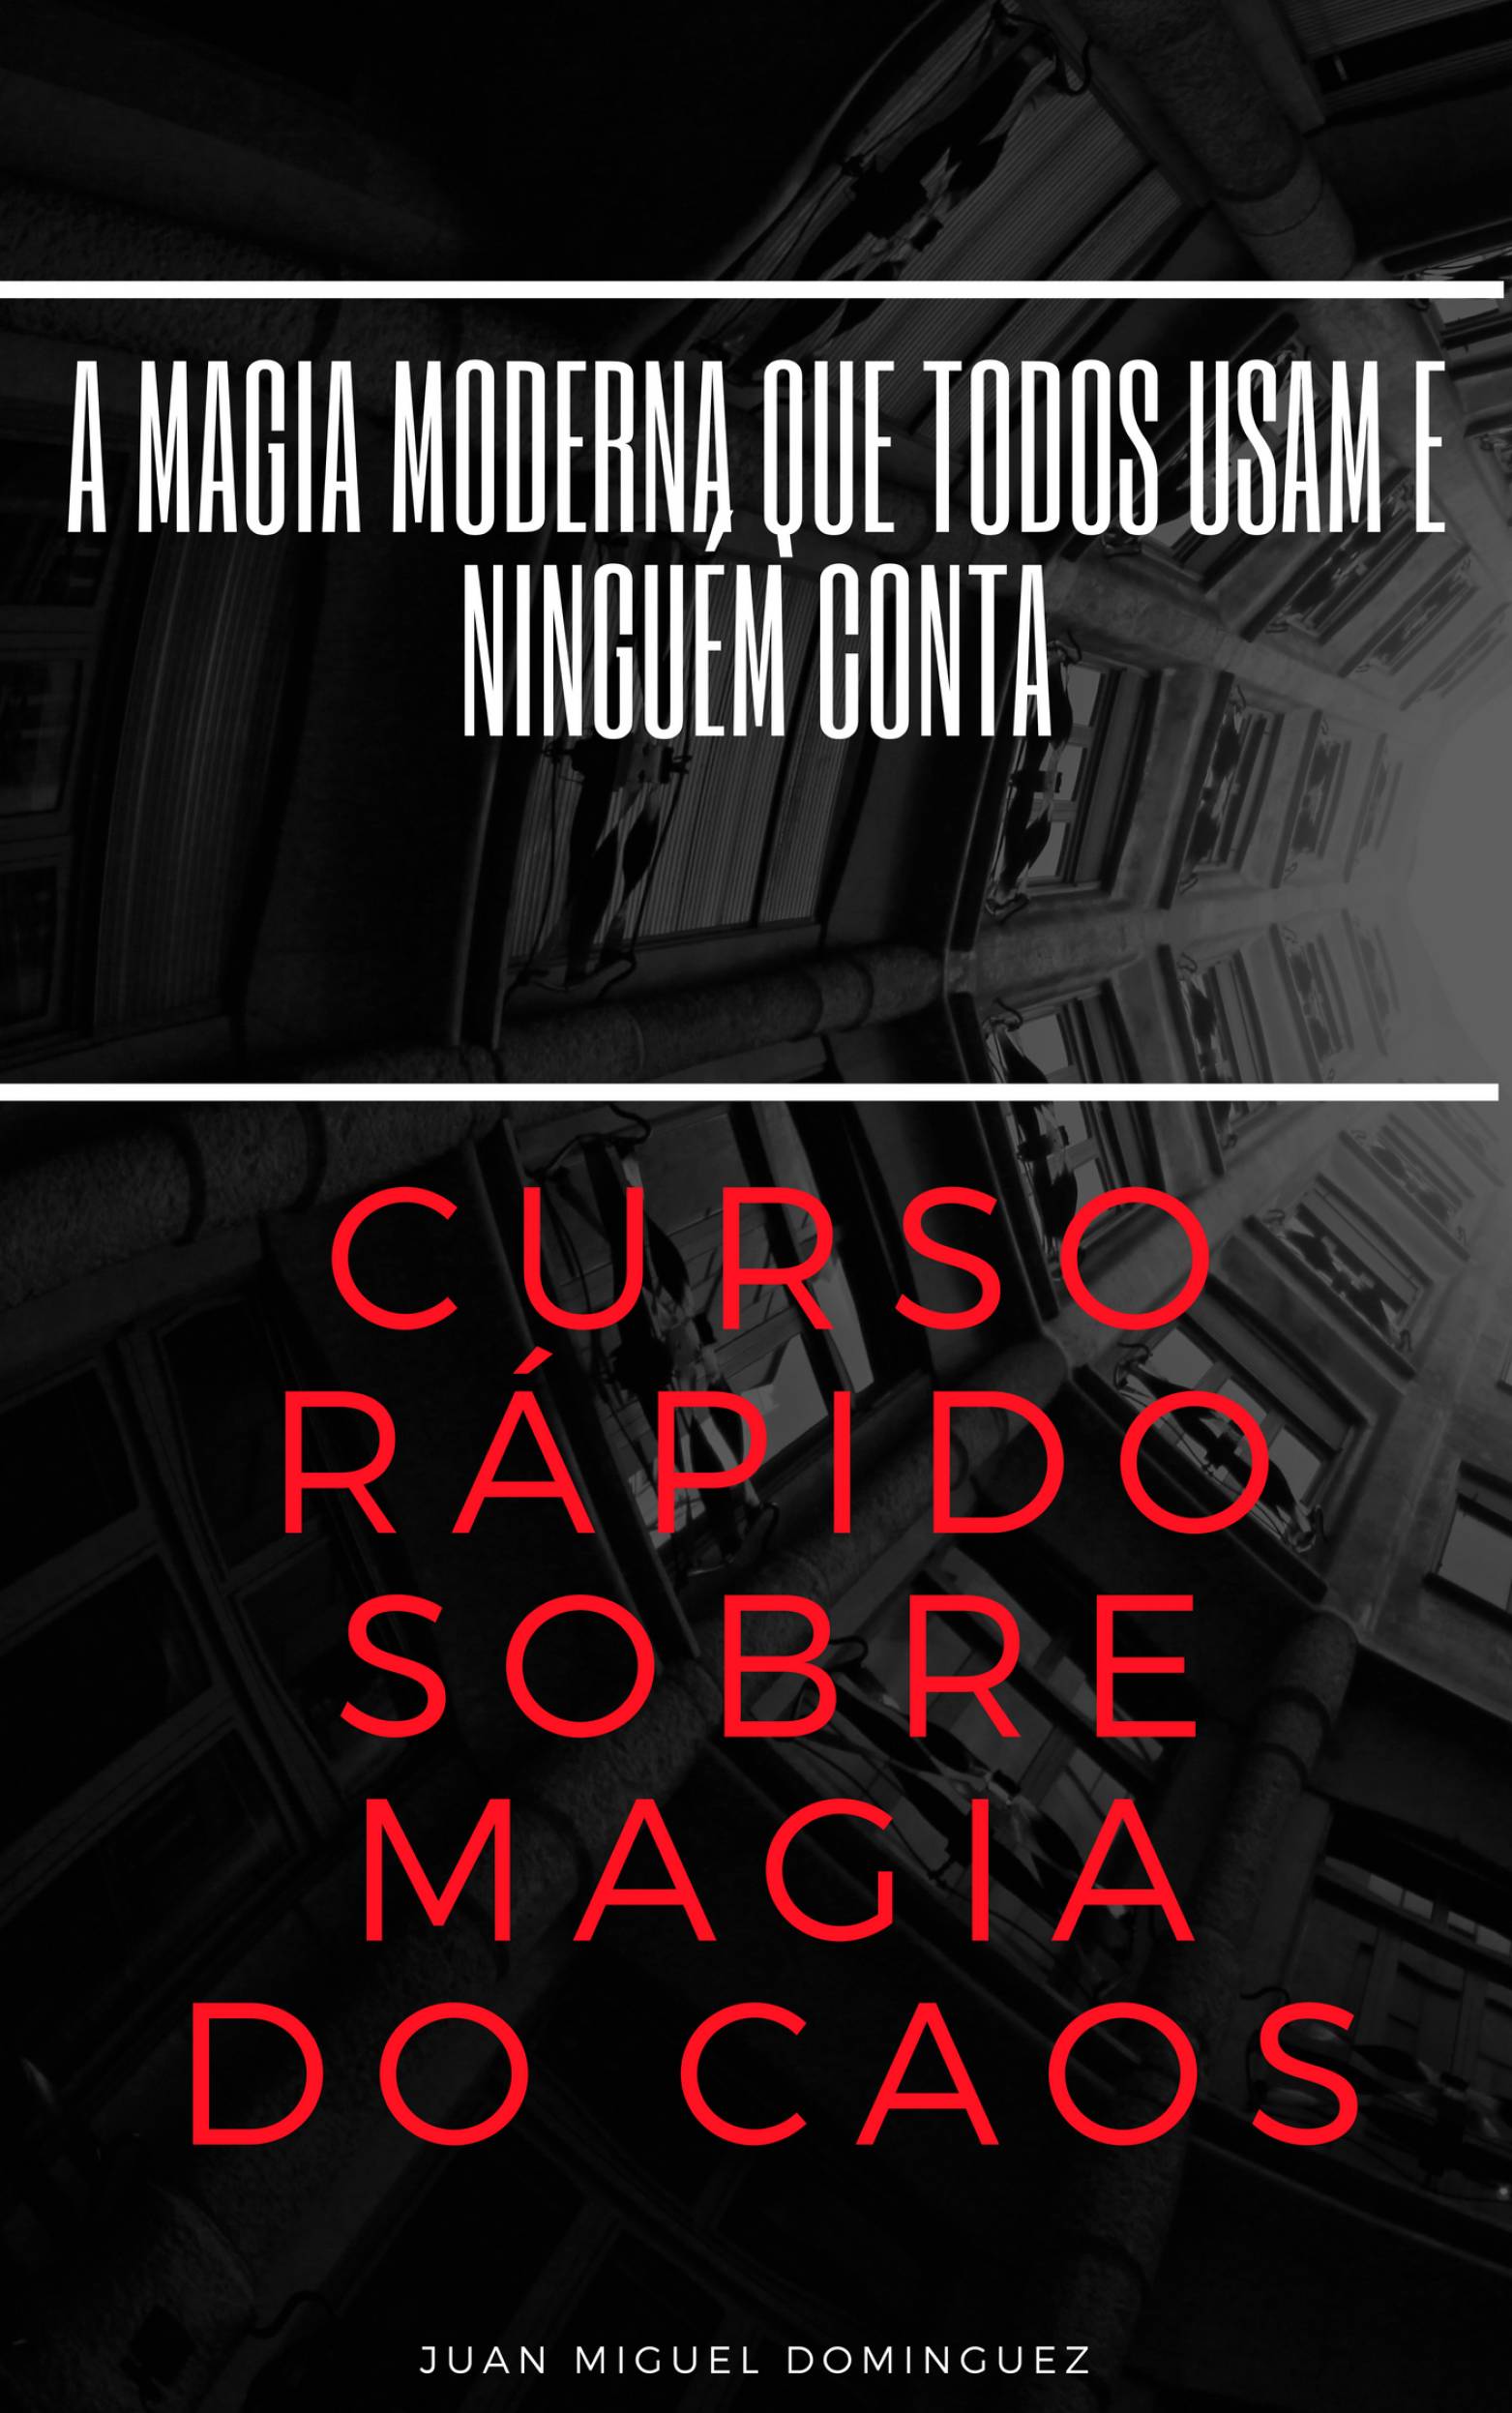 A MAGIA MODERNA QUE TODOS USAM E
NINGUÉM CONTA
CURSO
RÁPIDO
SOBRE
MAGIA
DO CAOS
JUAN MIGUEL DOMINGUEZ